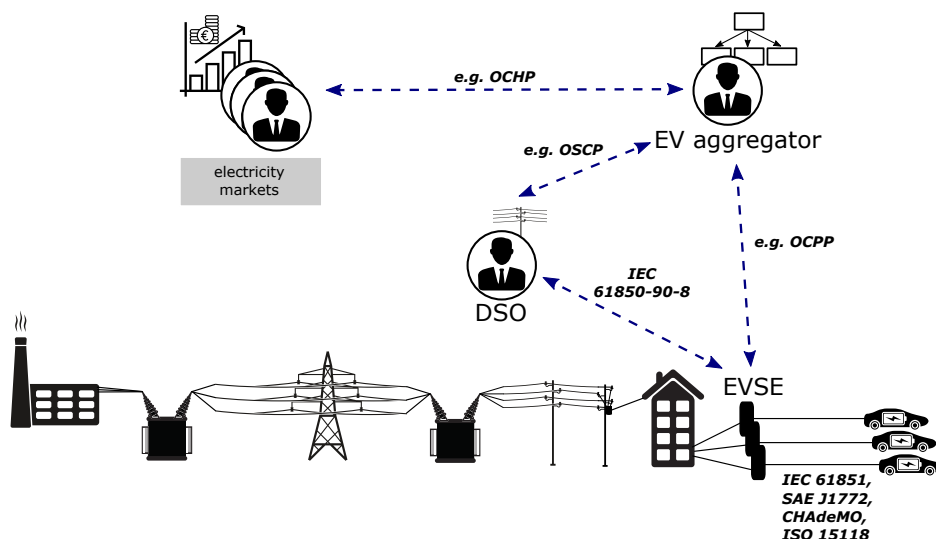 e.g. OCHP
EV aggregator
electricity
markets
e.g. OSCP
e.g. OCPP
IEC
61850-90-8
DSO
EVSE
IEC 61851,
SAE J1772,
CHAdeMO,
ISO 15118
€